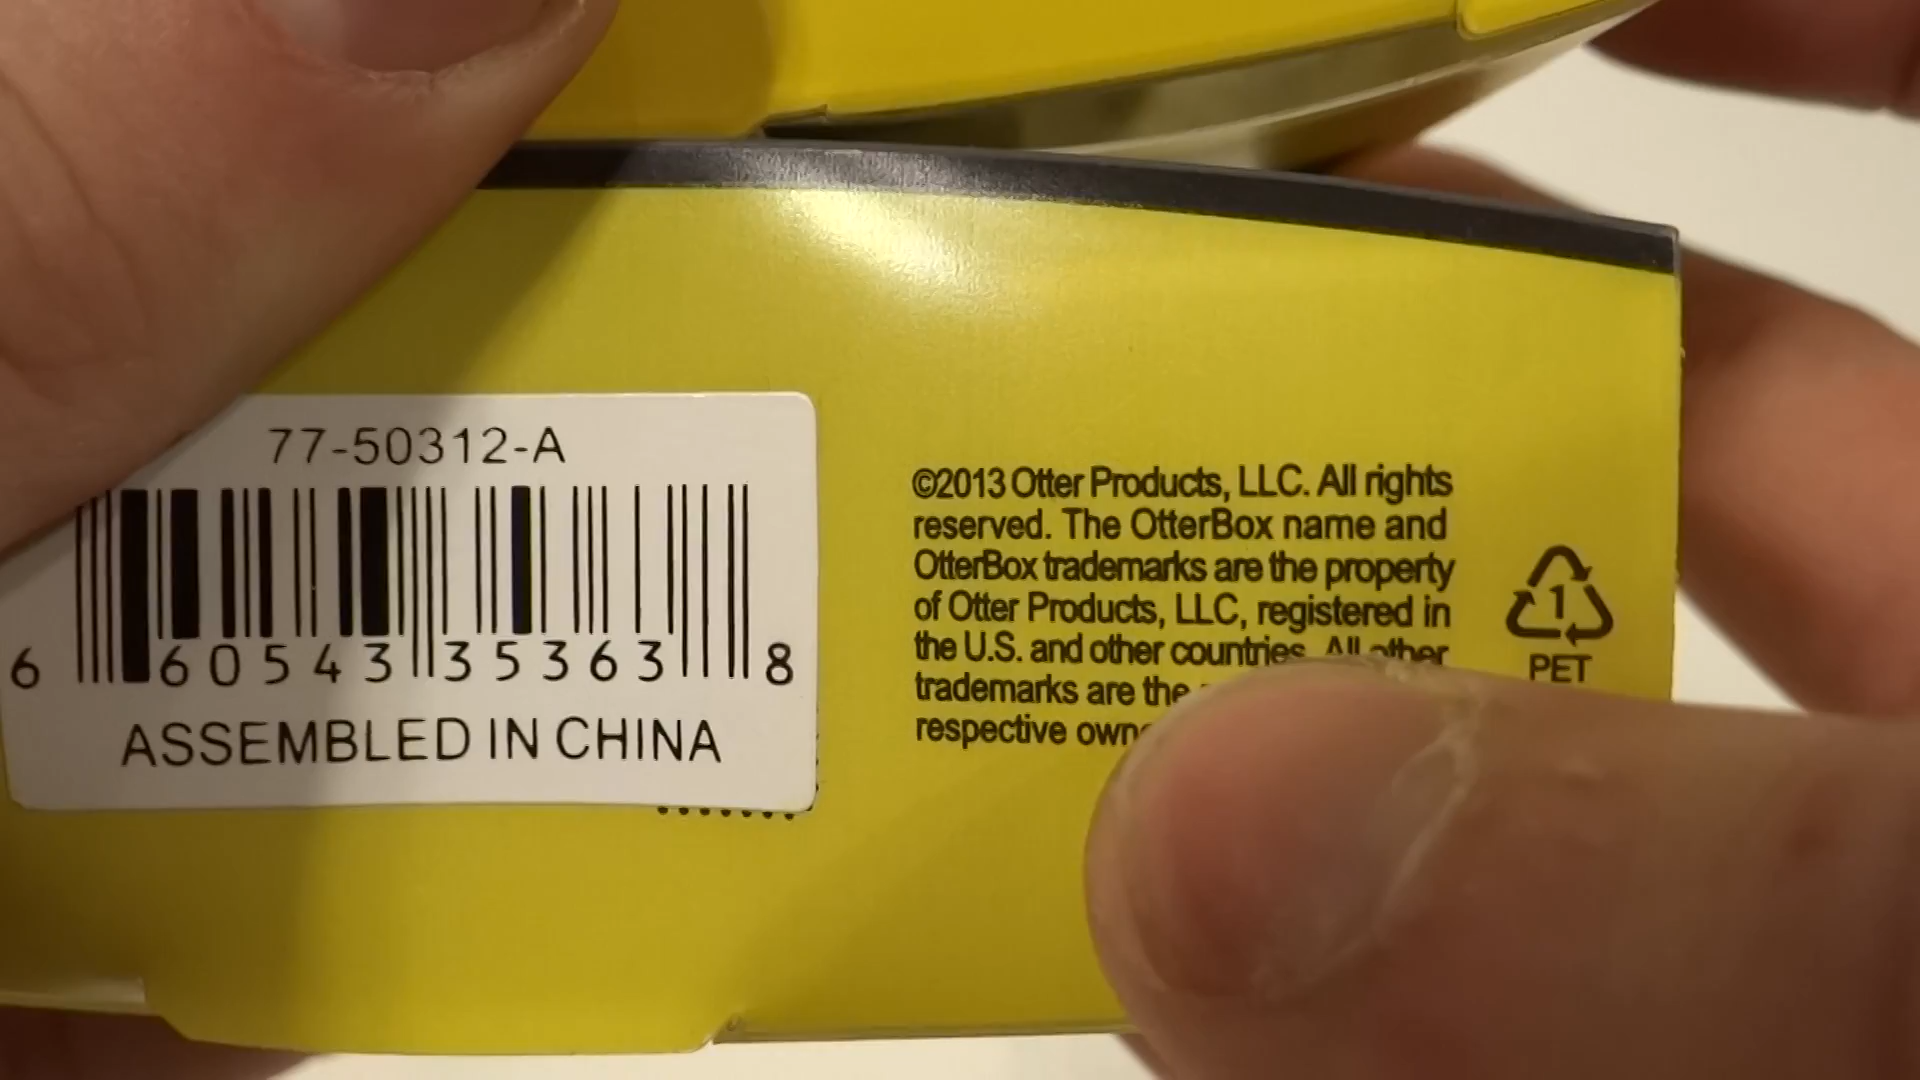 77-50312-A
6 60543 35363 8
ASSEMBLED IN CHINA
©2013 Otter Products, LLC. All rights
reserved. The OtterBox name and
OtterBox trademarks are the property
of Otter Products, LLC, registered in
the U.S. and other countries. All other
trademarks are the
respective
1
PET